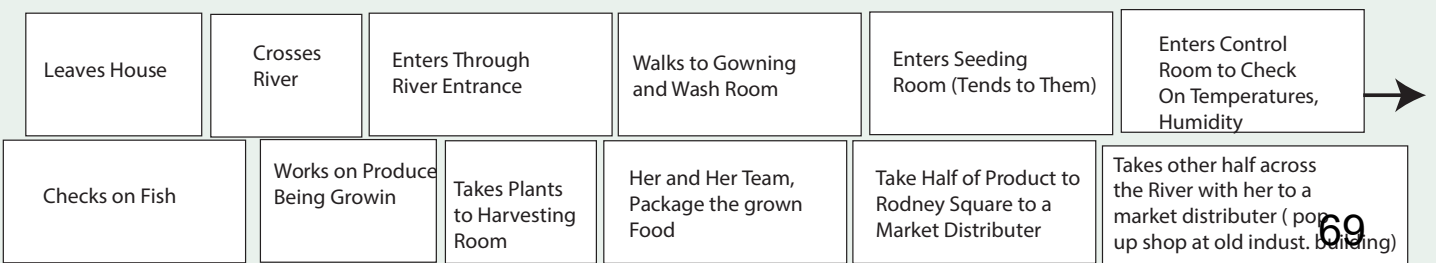 Leaves House
Crosses
River
Enters Through
River Entrance
Walks to Gowning
and Wash Room
Enters Seeding
Room (Tends to Them)
Enters Control
Room to Check
On Temperatures,
Humidity
Checks on Fish
Works on Produce
Being Growin
Takes Plants
to Harvesting
Room
Her and Her Team,
Package the grown
Food
Take Half of Product to
Rodney Square to a
Market Distributer
Takes other half across
the River with her to a
market distributer ( pop
up shop at old indust. building)
69